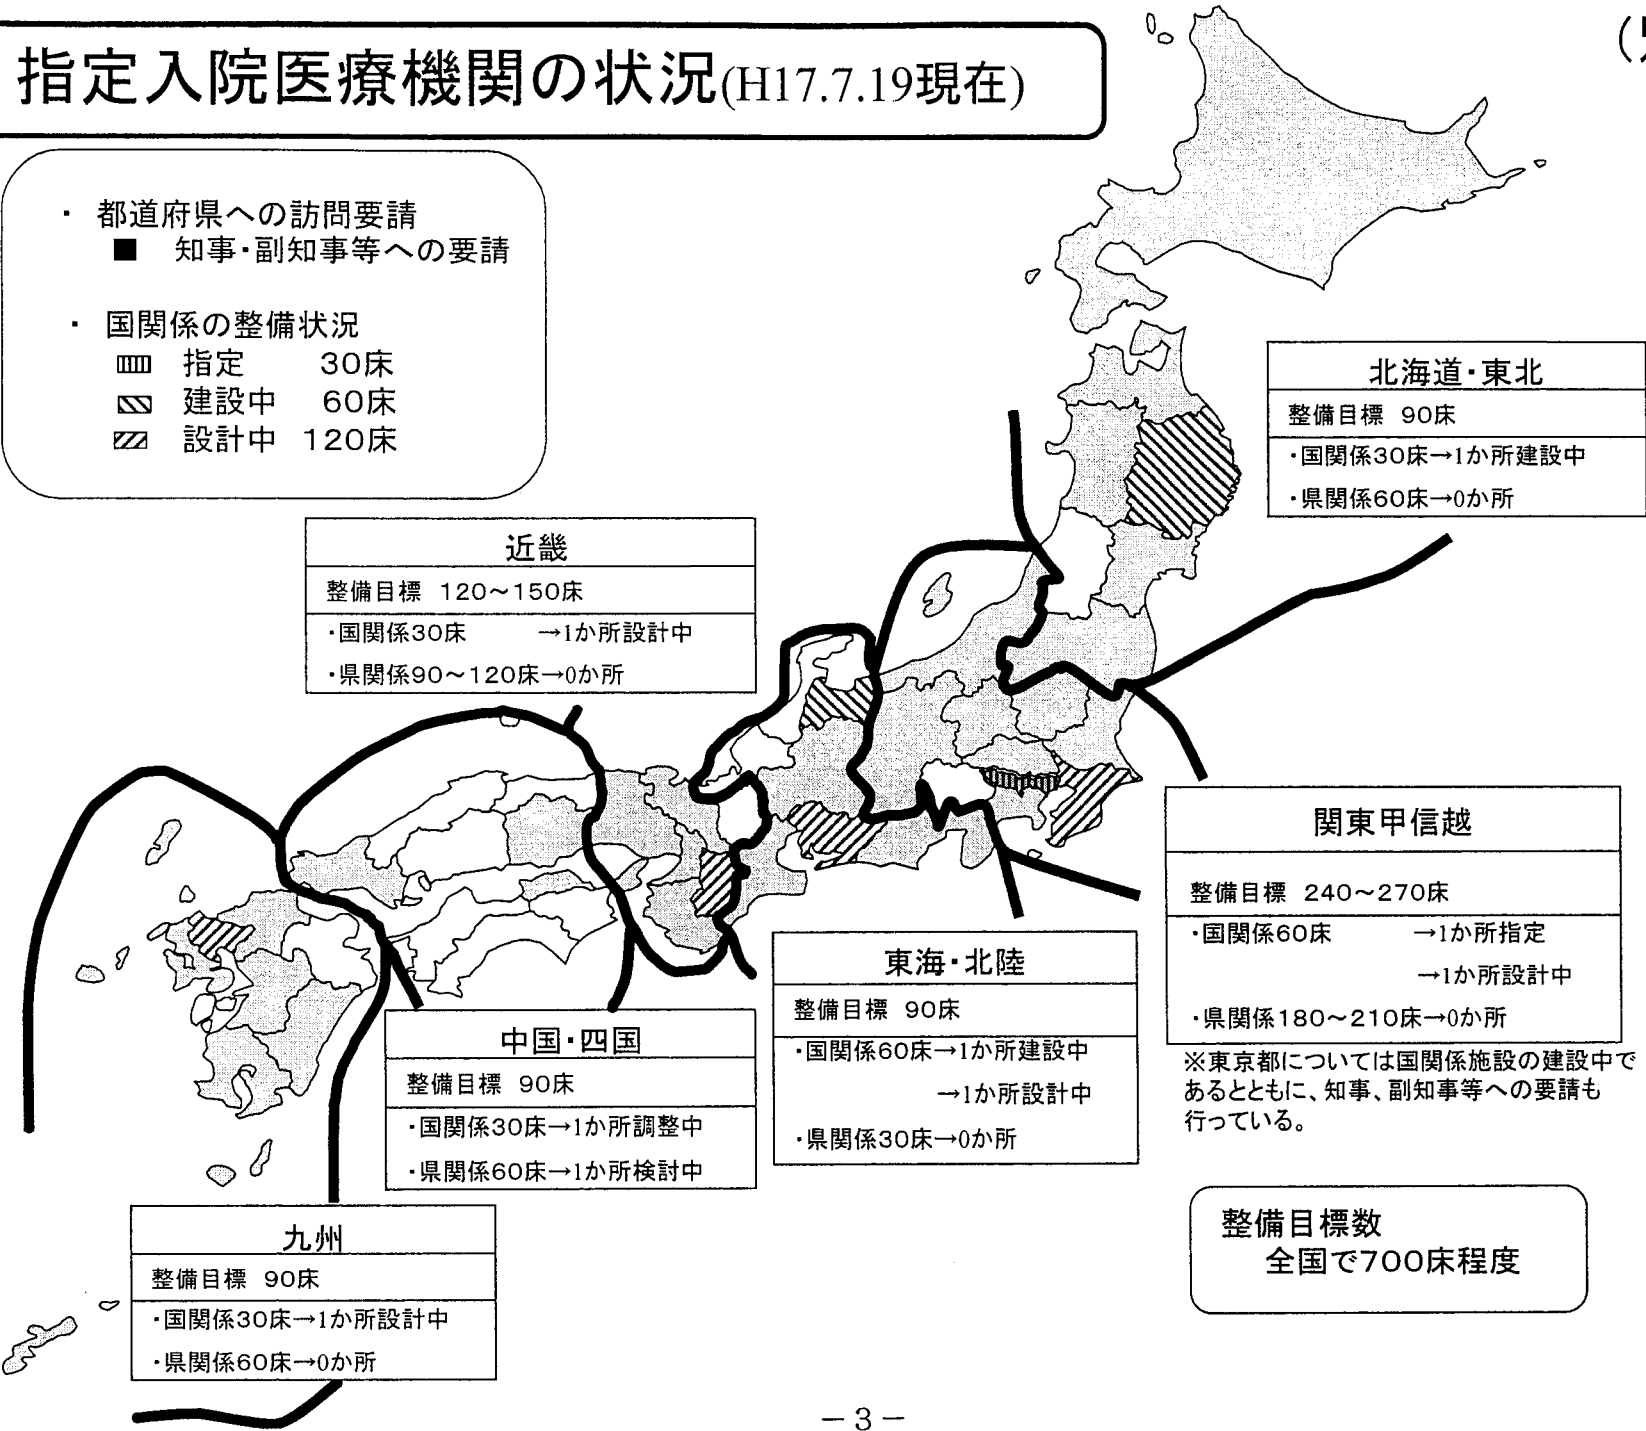 指定入院医療機関の状況(H17.7.19現在)
・ 都道府県への訪問要請
■ 知事・副知事等への要請
・ 国関係の整備状況
指定 30床
建設中 60床
設計中 120床
北海道・東北
整備目標 90床
・国関係30床→1か所建設中
・県関係60床→0か所
近畿
整備目標 120～150床
・国関係30床 →1か所設計中
・県関係90～120床→0か所
関東甲信越
整備目標 240～270床
・国関係60床 →1か所指定
→1か所設計中
・県関係180～210床→0か所
※東京都については国関係施設の建設中で
あるとともに、知事、副知事等への要請も
行っている。
東海・北陸
整備目標 90床
・国関係60床→1か所建設中
→1か所設計中
・県関係30床→0か所
中国・四国
整備目標 90床
・国関係30床→1か所調整中
・県関係60床→1か所検討中
九州
整備目標 90床
・国関係30床→1か所設計中
・県関係60床→0か所
整備目標数
全国で700床程度
－3－